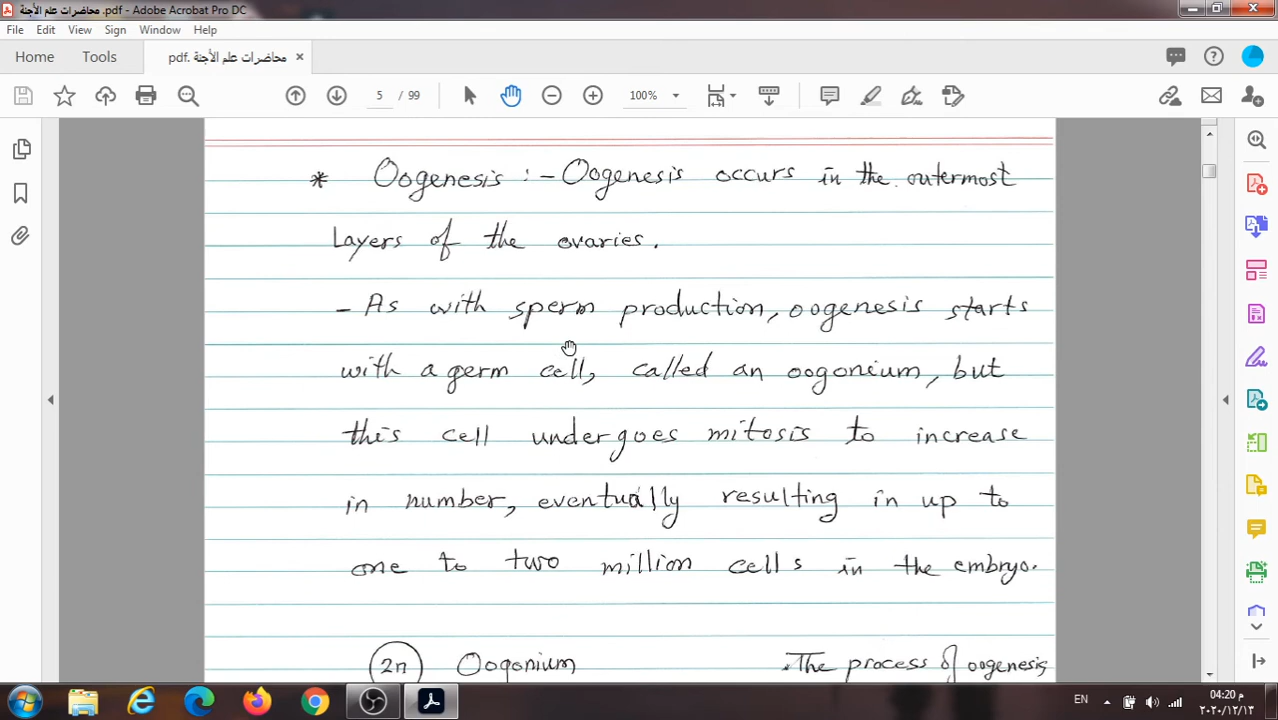 محاضرات علم الأجنة .pdf - Adobe Acrobat Pro DC
File Edit View Sign Window Help
Home Tools محاضرات علم الأجنة .pdf ×
5 / 99 100%
* Oogenesis :- Oogenesis occurs in the outermost
Layers of the ovaries.
- As with sperm production, oogenesis starts
with a germ cell, called an oogonium, but
this cell undergoes mitosis to increase
in number, eventually resulting in up to
one to two million cells in the embryo.
2n Oogonium .The process of oogenesis
EN 04:20 م
٢٠٢٠/١٢/١٣